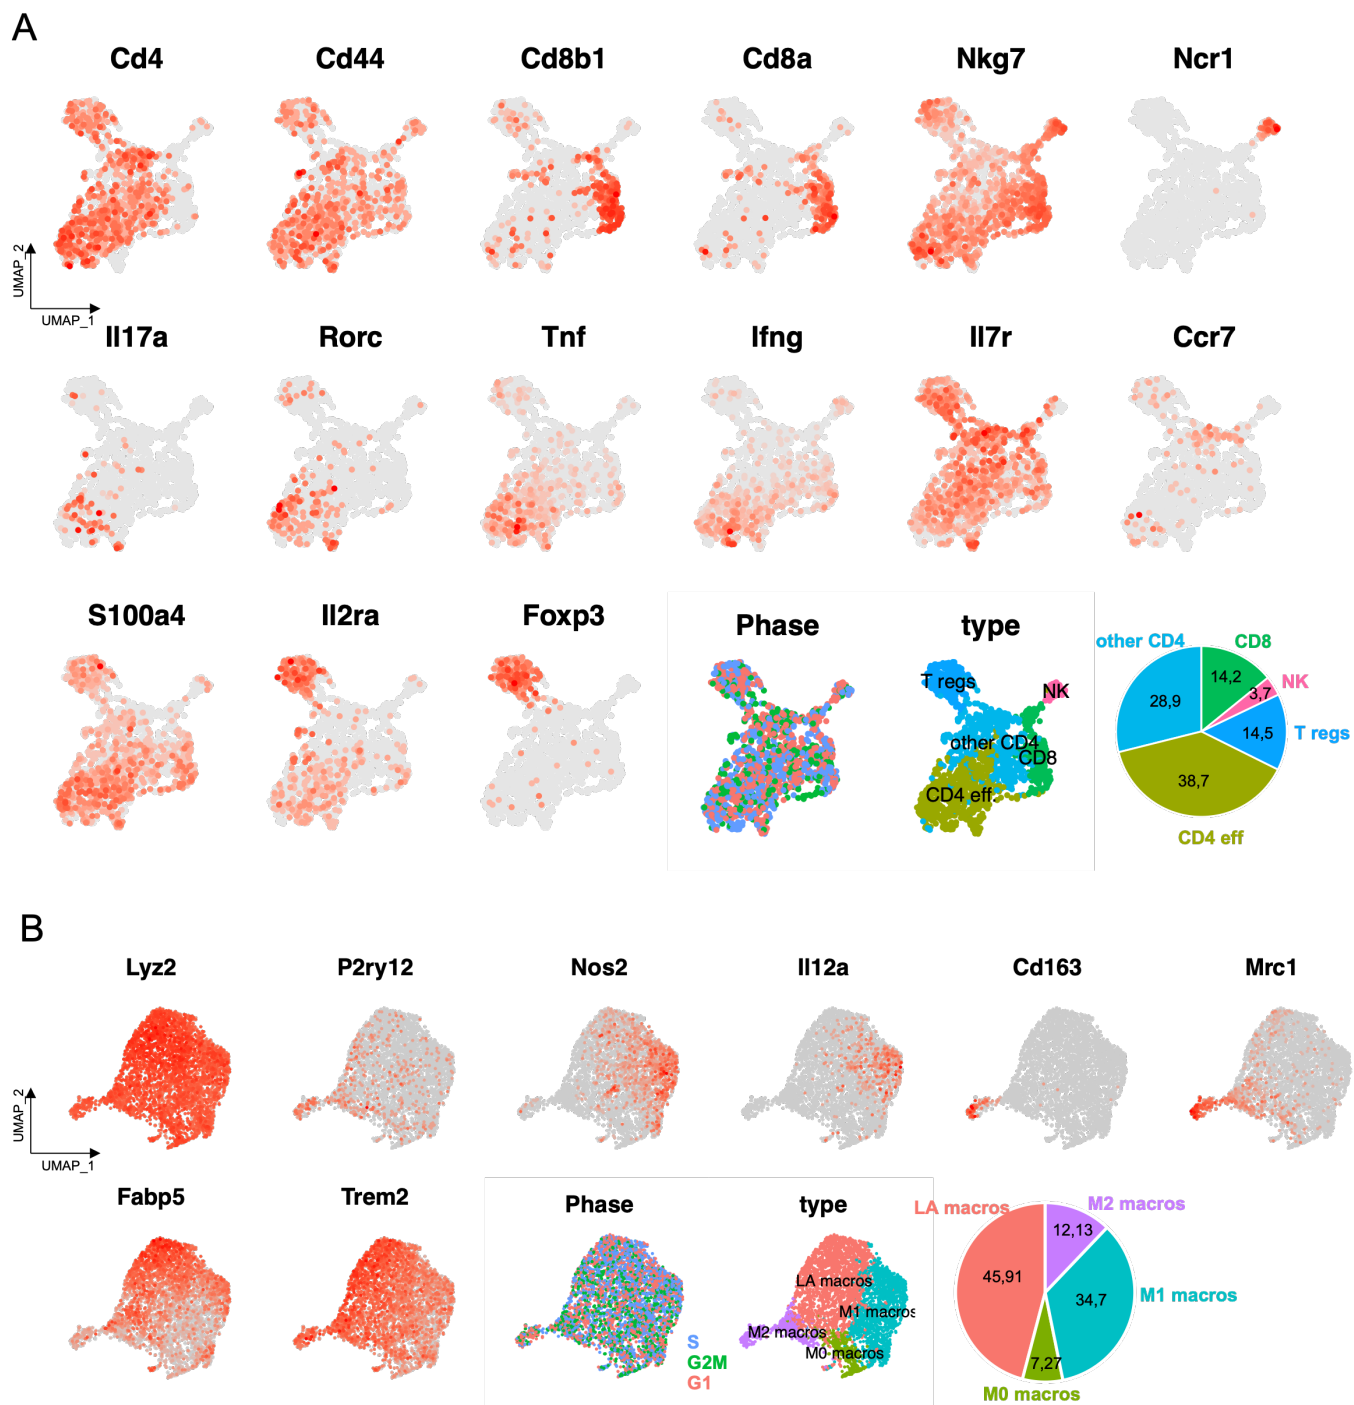 A
Cd4 Cd44 Cd8b1 Cd8a Nkg7 Ncr1
UMAP_2
UMAP_1
Il17a Rorc Tnf Ifng Il7r Ccr7
S100a4 Il2ra Foxp3 Phase type
T regs
NK
other CD4
CD8
CD4 eff.
other CD4
CD8
14,2
NK
3,7
28,9
14,5
T regs
38,7
CD4 eff
B
Lyz2 P2ry12 Nos2 Il12a Cd163 Mrc1
UMAP_2
UMAP_1
Fabp5 Trem2 Phase type
S
G2M
G1
LA macros
M1 macros
M2 macros
M0 macros
LA macros
M2 macros
12,13
45,91
34,7
M1 macros
7,27
M0 macros